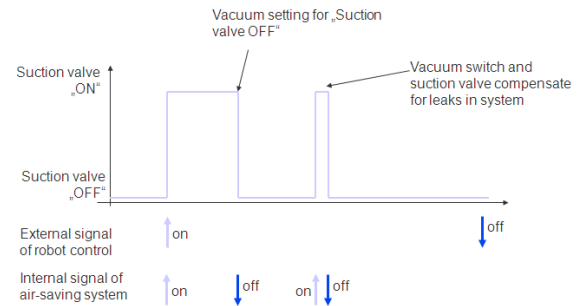 Vacuum setting for „Suction
valve OFF“
Suction valve
„ON“
Vacuum switch and
suction valve compensate
for leaks in system
Suction valve
„OFF“
External signal
of robot control
on
off
Internal signal of
air-saving system
on
off
on
off